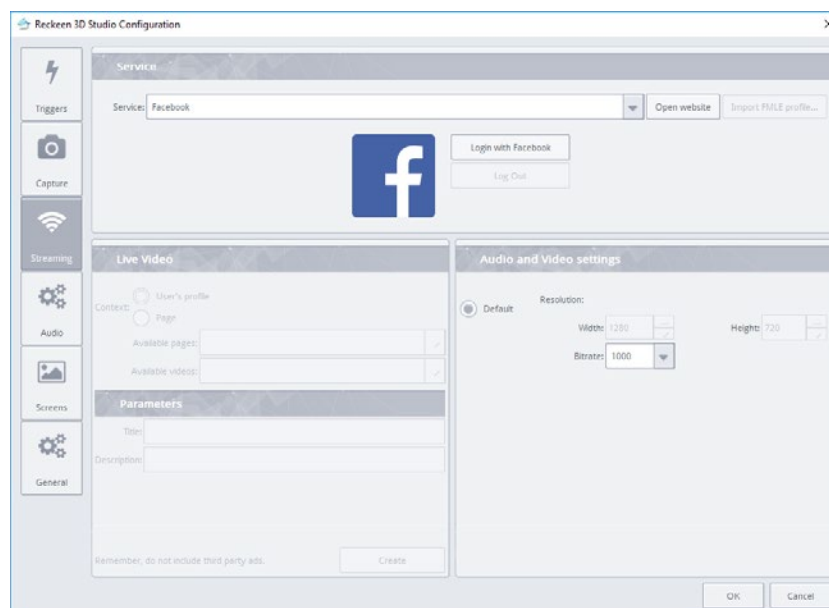 Reckeen 3D Studio Configuration
Triggers
Capture
Streaming
Audio
Screens
General
Service
Service: Facebook
Open website
Import FMLE profile...
Login with Facebook
Log Out
Live Video
Context:
User's profile
Page
Available pages:
Available videos:
Parameters
Title:
Description:
Remember, do not include third party ads.
Create
Audio and Video settings
Default
Resolution:
Width: 1280
Height: 720
Bitrate: 1000
OK
Cancel